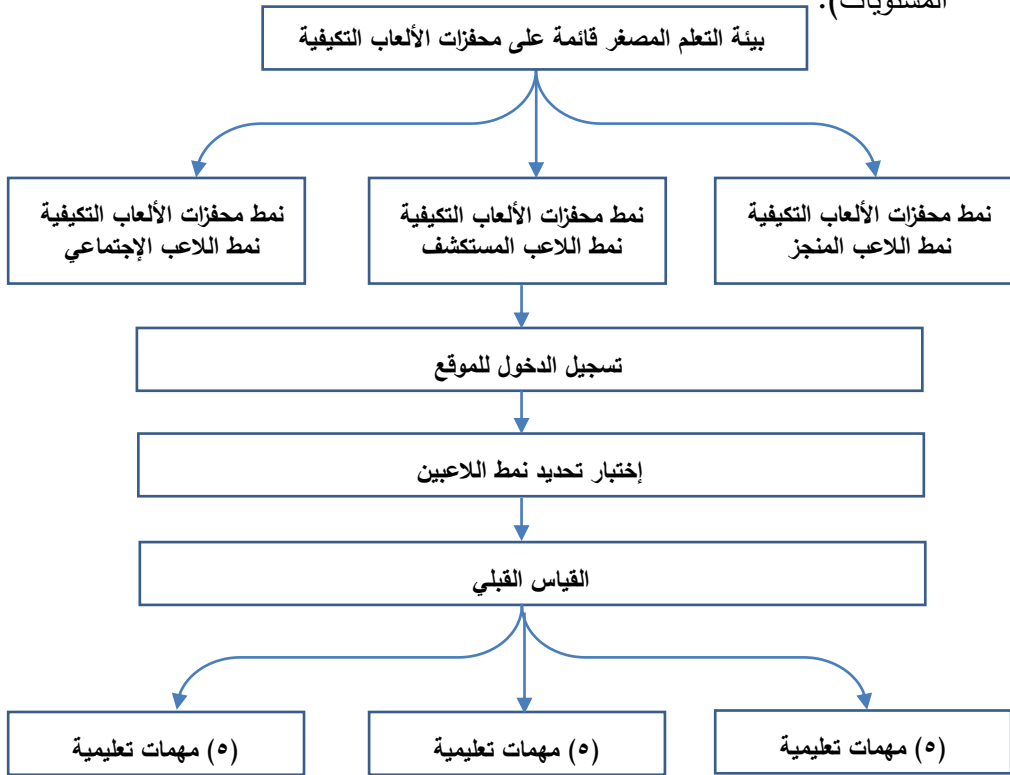 المستويات).
بيئة التعلم المصغر قائمة على محفزات الألعاب التكيفية
نمط محفزات الألعاب التكيفية
نمط اللاعب المنجز
نمط محفزات الألعاب التكيفية
نمط اللاعب المستكشف
نمط محفزات الألعاب التكيفية
نمط اللاعب الإجتماعي
تسجيل الدخول للموقع
إختبار تحديد نمط اللاعبين
القياس القبلي
(٥) مهمات تعليمية
(٥) مهمات تعليمية
(٥) مهمات تعليمية